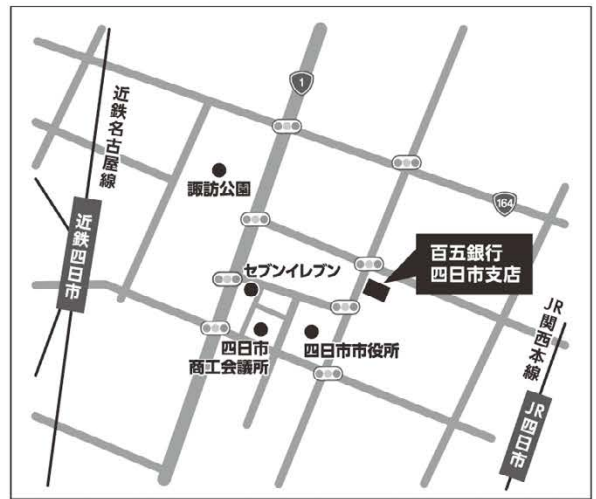 1
近鉄名古屋線
諏訪公園
164
近鉄四日市
百五銀行
四日市支店
セブンイレブン
四日市
商工会議所
四日市市役所
JR関西本線
JR四日市